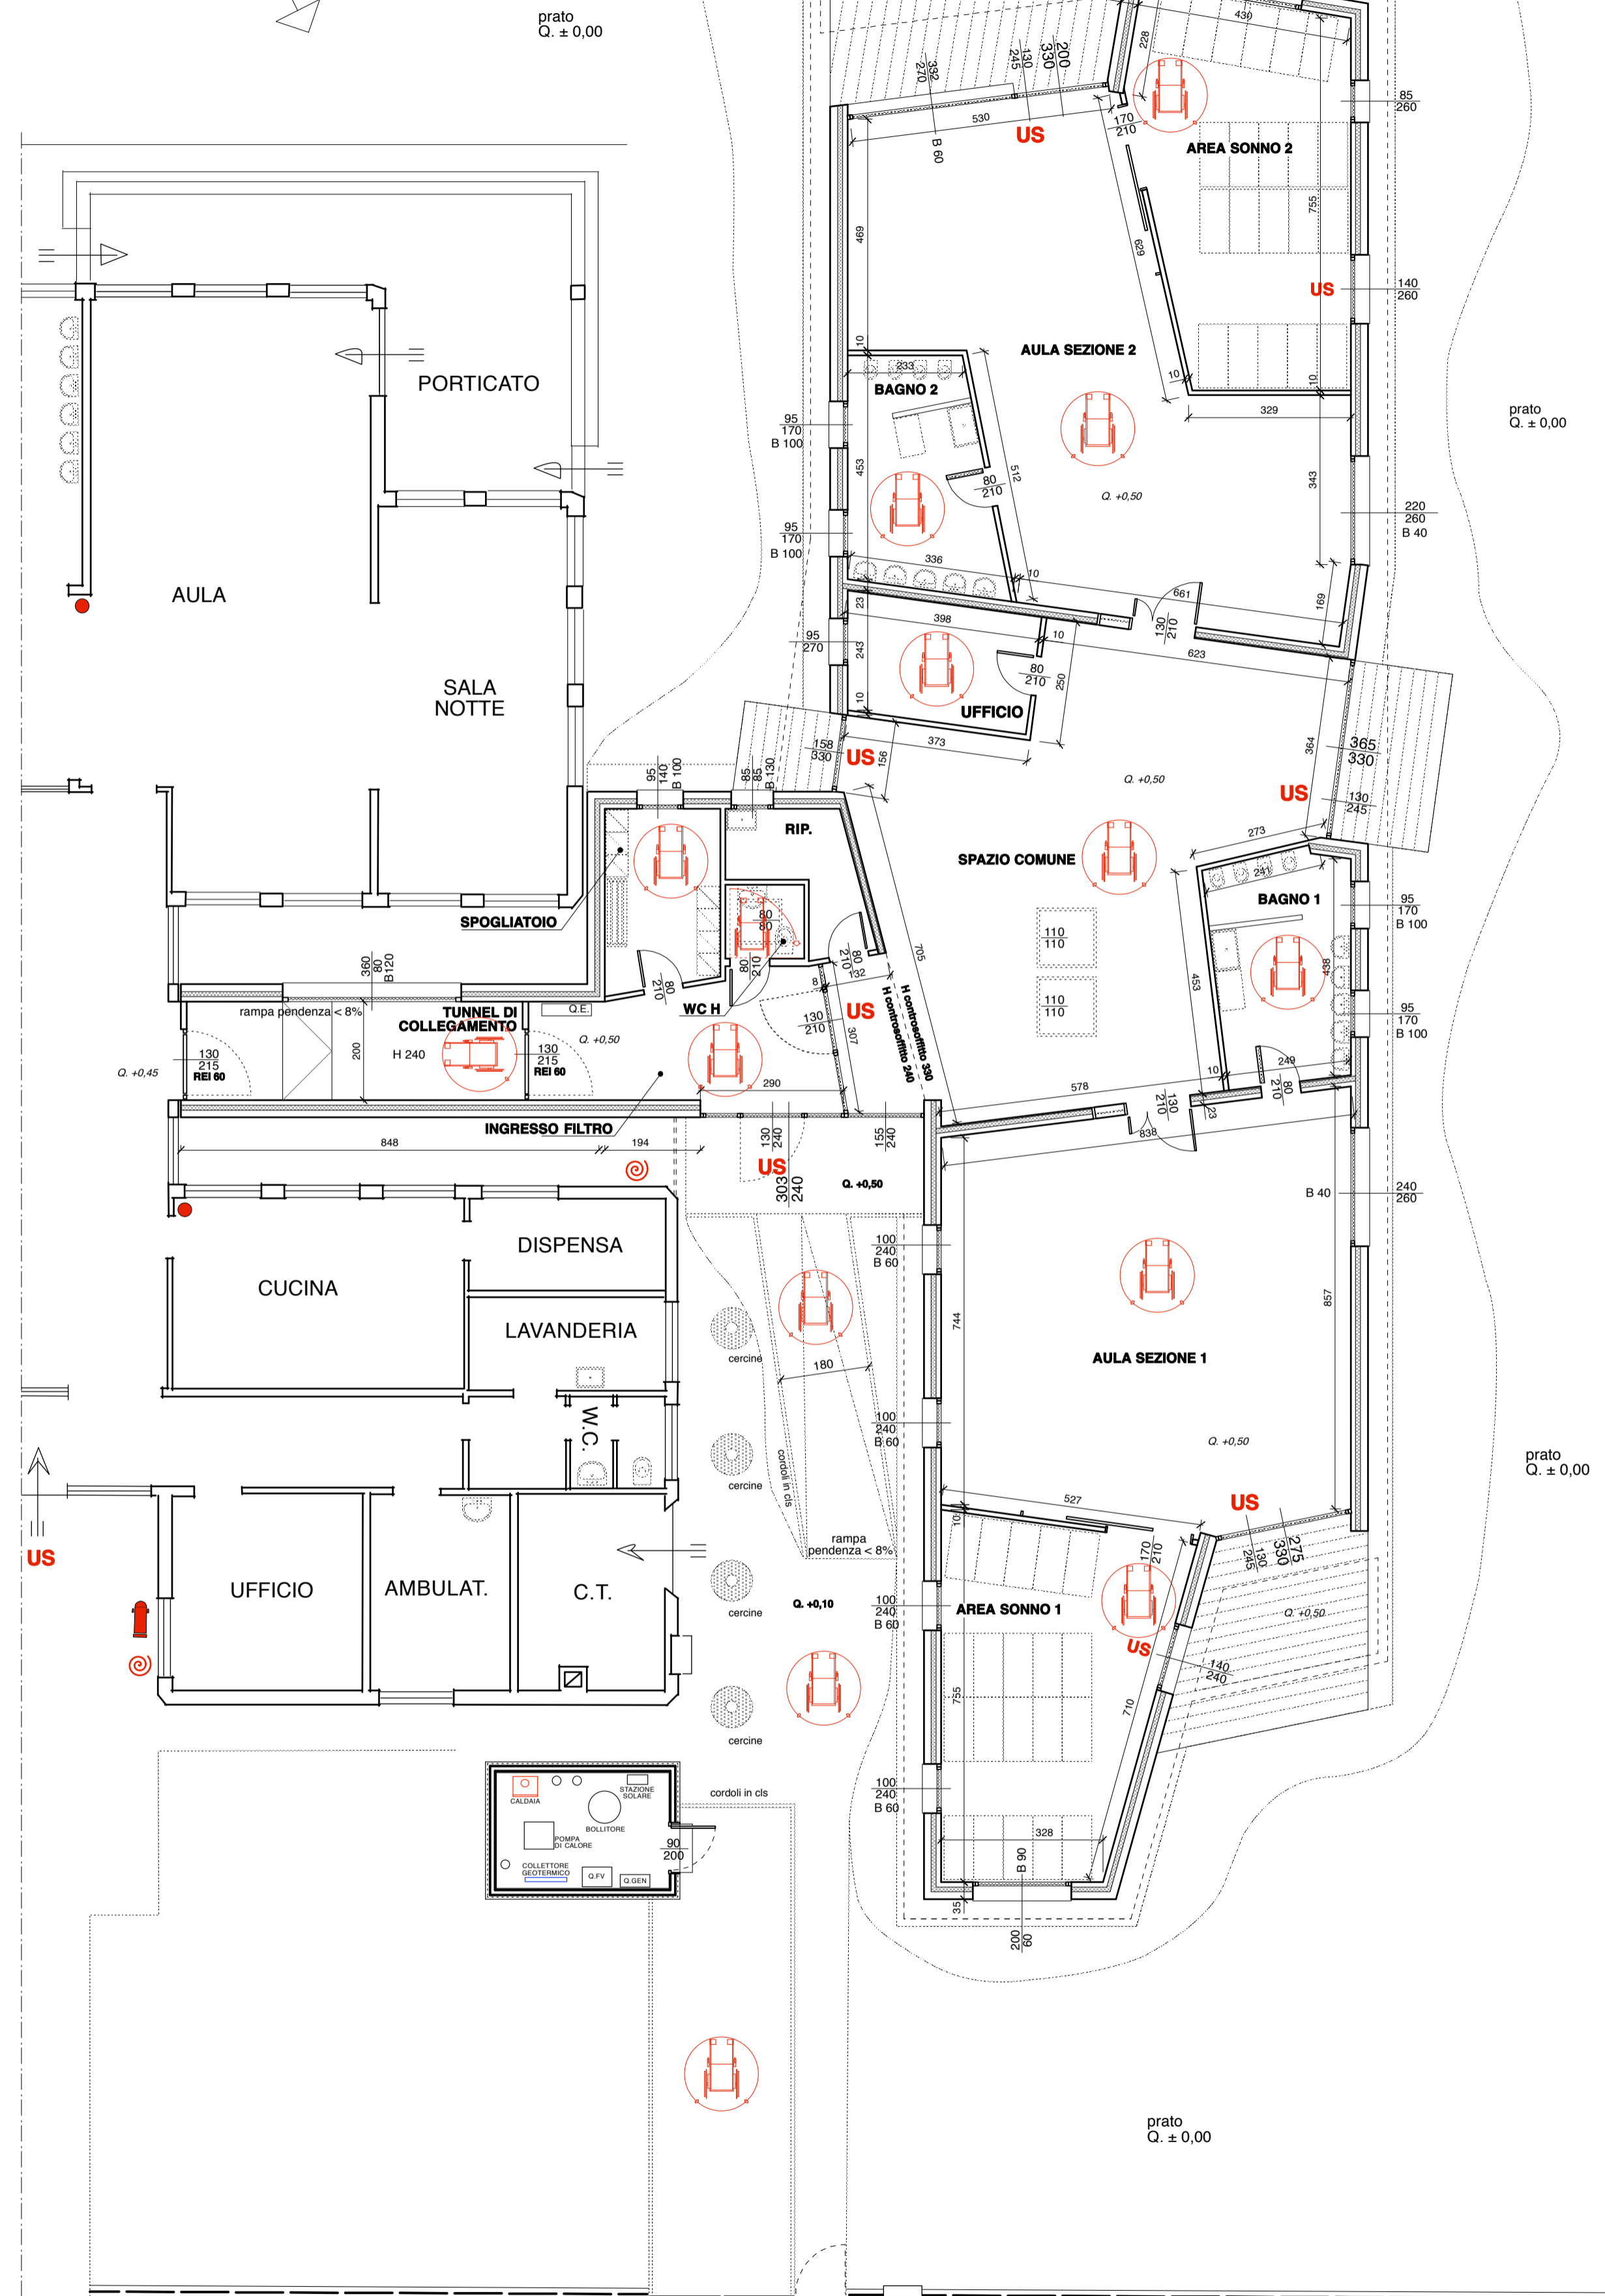 prato
Q. ± 0,00
430
228
332
270
130
245
200
330
530
B 60
US
170
210
AREA SONNO 2
85
260
755
469
629
US
140
260
10
233
BAGNO 2
AULA SEZIONE 2
10
10
329
PORTICATO
prato
Q. ± 0,00
95
170
B 100
453
80
210
512
Q. +0,50
343
220
260
B 40
95
170
B 100
336
10
661
169
AULA
23
398
10
130
210
623
95
270
243
80
210
250
10
UFFICIO
SALA
NOTTE
373
158
330
US
156
364
365
330
Q. +0,50
US
130
245
95
140
B 100
85
85
B 130
RIP.
SPAZIO COMUNE
273
241
BAGNO 1
95
170
B 100
SPOGLIATOIO
80
80
110
110
705
453
438
360
80
B120
80
210
80
210
80
210
132
8
WC H
Q.E.
rampa pendenza < 8%
TUNNEL DI
COLLEGAMENTO
H 240
200
130
215
REI 60
130
215
REI 60
Q. +0,45
Q. +0,50
130
210
307
US
H controsoffitto 240
H controsoffitto 330
110
110
95
170
B 100
10
249
80
210
290
578
130
210
23
838
INGRESSO FILTRO
848
194
130
240
155
240
US
303
240
Q. +0,50
B 40
240
260
DISPENSA
CUCINA
100
240
B 60
LAVANDERIA
cercine
180
744
857
AULA SEZIONE 1
W.C.
100
240
B 60
Q. +0,50
cercine
cordoli in cls
prato
Q. ± 0,00
527
US
10
130
245
275
330
rampa
pendenza < 8%
170
210
US
UFFICIO
AMBULAT.
C.T.
cercine
Q. +0,10
100
240
B 60
AREA SONNO 1
Q. +0,50
US
140
240
755
710
cercine
cordoli in cls
CALDAIA
STAZIONE
SOLARE
BOLLITORE
POMPA
DI CALORE
COLLETTORE
GEOTERMICO
Q.FV
Q.GEN
90
200
100
240
B 60
328
B 90
35
200
60
prato
Q. ± 0,00